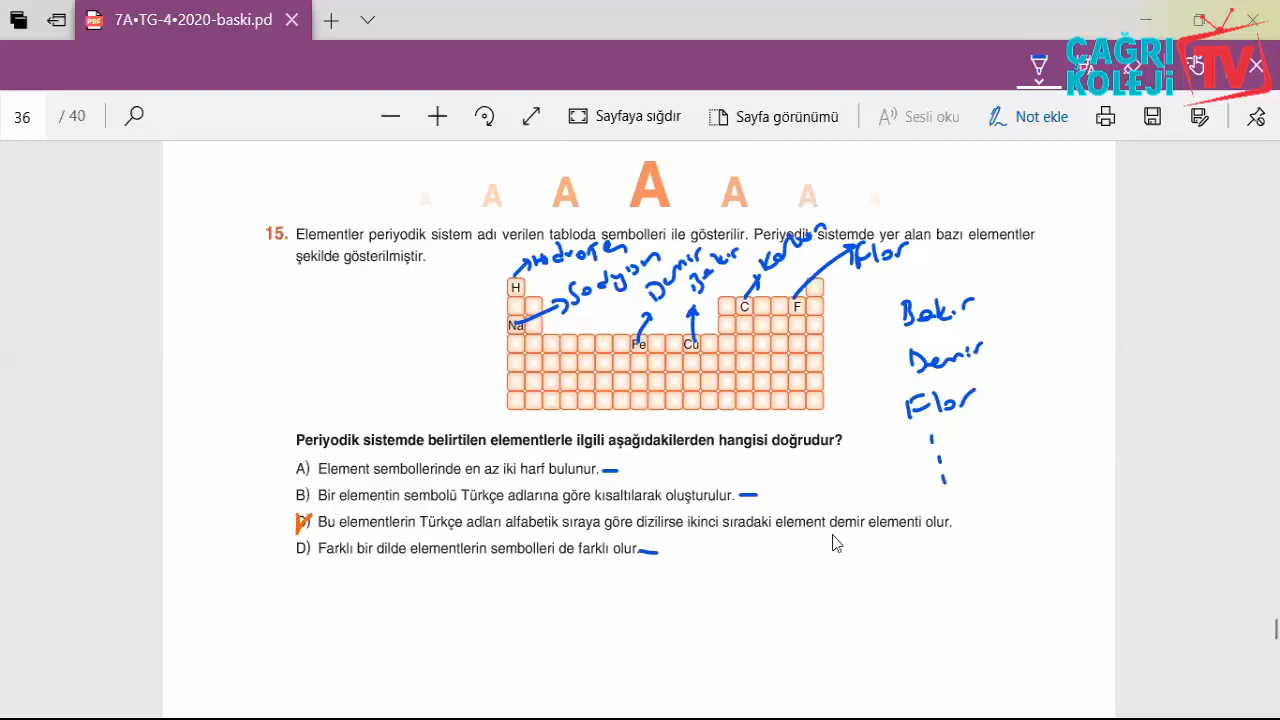 7A•TG-4•2020-baski.pd
ÇAĞRI
KOLEJİ
TV
36 / 40
Sayfaya sığdır
Sayfa görünümü
Sesli oku
Not ekle
A A A A A A A
15. Elementler periyodik sistem adı verilen tabloda sembolleri ile gösterilir. Periyodik sistemde yer alan bazı elementler
şekilde gösterilmiştir.
Hidrojen
Sodyum
Demir
Bakır
Karbon
Flor
H
C F
Na
Fe Cu
Bakır
Demir
Flor
Periyodik sistemde belirtilen elementlerle ilgili aşağıdakilerden hangisi doğrudur?
A) Element sembollerinde en az iki harf bulunur.
B) Bir elementin sembolü Türkçe adlarına göre kısaltılarak oluşturulur.
C) Bu elementlerin Türkçe adları alfabetik sıraya göre dizilirse ikinci sıradaki element demir elementi olur.
D) Farklı bir dilde elementlerin sembolleri de farklı olur.